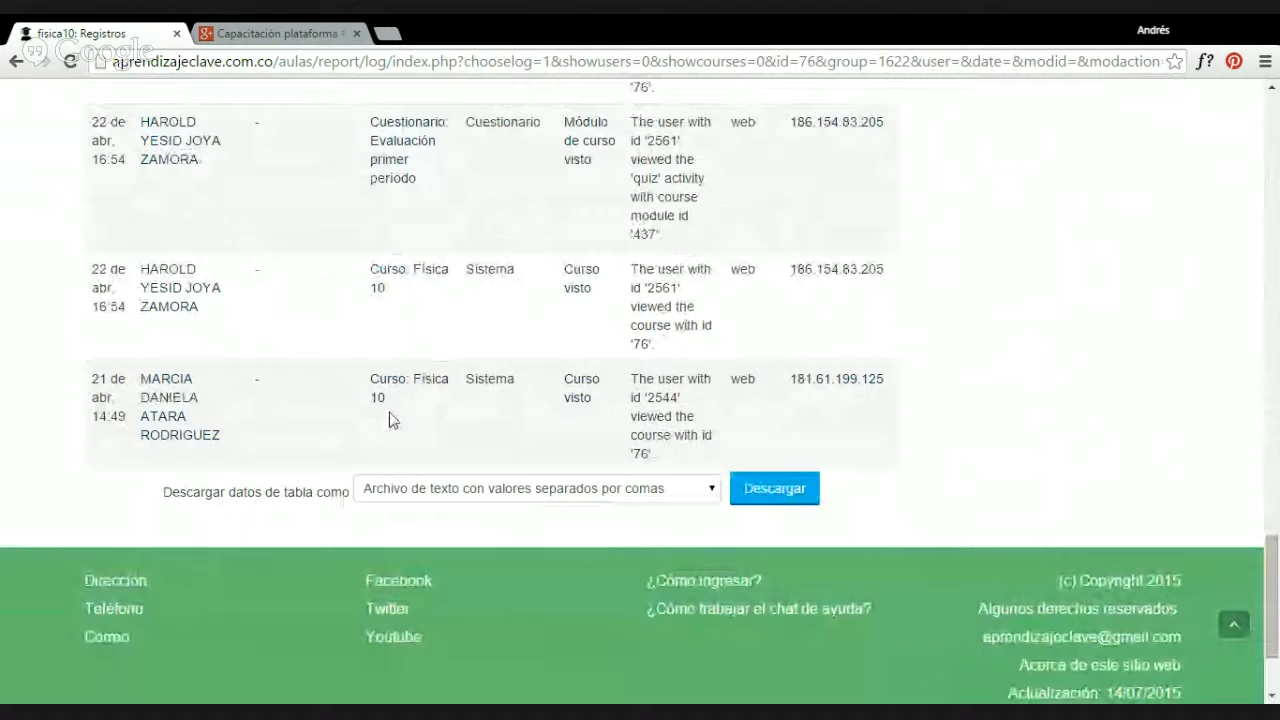 fisica10: Registros
Capacitación plataforma
Andrés
Google
aprendizajeclave.com.co/aulas/report/log/index.php?chooselog=1&showusers=0&showcourses=0&id=76&group=1622&user=&date=&modid=&modaction
f?
'76'.
22 de HAROLD - Cuestionario: Cuestionario Módulo The user with web 186.154.83.205
abr, YESID JOYA Evaluación de curso id '2561'
16:54 ZAMORA primer visto viewed the
periodo 'quiz' activity
with course
module id
'437'.
22 de HAROLD - Curso: Física Sistema Curso The user with web 186.154.83.205
abr, YESID JOYA 10 visto id '2561'
16:54 ZAMORA viewed the
course with id
'76'.
21 de MARCIA - Curso: Física Sistema Curso The user with web 181.61.199.125
abr, DANIELA 10 visto id '2544'
14:49 ATARA viewed the
RODRIGUEZ course with id
'76'.
Descargar datos de tabla como Archivo de texto con valores separados por comas Descargar
Dirección Facebook ¿Cómo ingresar? (c) Copyright 2015
Teléfono Twitter ¿Cómo trabajar el chat de ayuda? Algunos derechos reservados
Correo Youtube aprendizajeclave@gmail.com
Acerca de este sitio web
Actualización: 14/07/2015